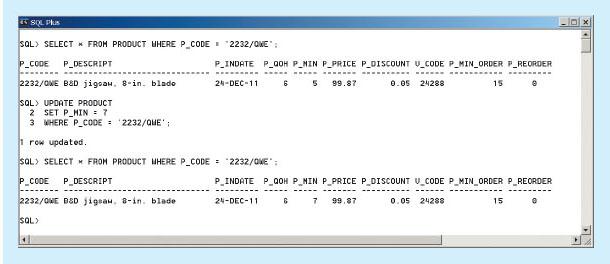 SQL Plus
SQL> SELECT * FROM PRODUCT WHERE P_CODE = '2232/QWE';
P_CODE P_DESCRIPT P_INDATE P_QOH P_MIN P_PRICE P_DISCOUNT V_CODE P_MIN_ORDER P_REORDER
2232/QWE B&D jigsaw, 8-in. blade 24-DEC-11 6 5 99.87 0.05 24288 15 0
SQL> UPDATE PRODUCT
2 SET P_MIN = 7
3 WHERE P_CODE = '2232/QWE';
1 row updated.
SQL> SELECT * FROM PRODUCT WHERE P_CODE = '2232/QWE';
P_CODE P_DESCRIPT P_INDATE P_QOH P_MIN P_PRICE P_DISCOUNT V_CODE P_MIN_ORDER P_REORDER
2232/QWE B&D jigsaw, 8-in. blade 24-DEC-11 6 7 99.87 0.05 24288 15 0
SQL>